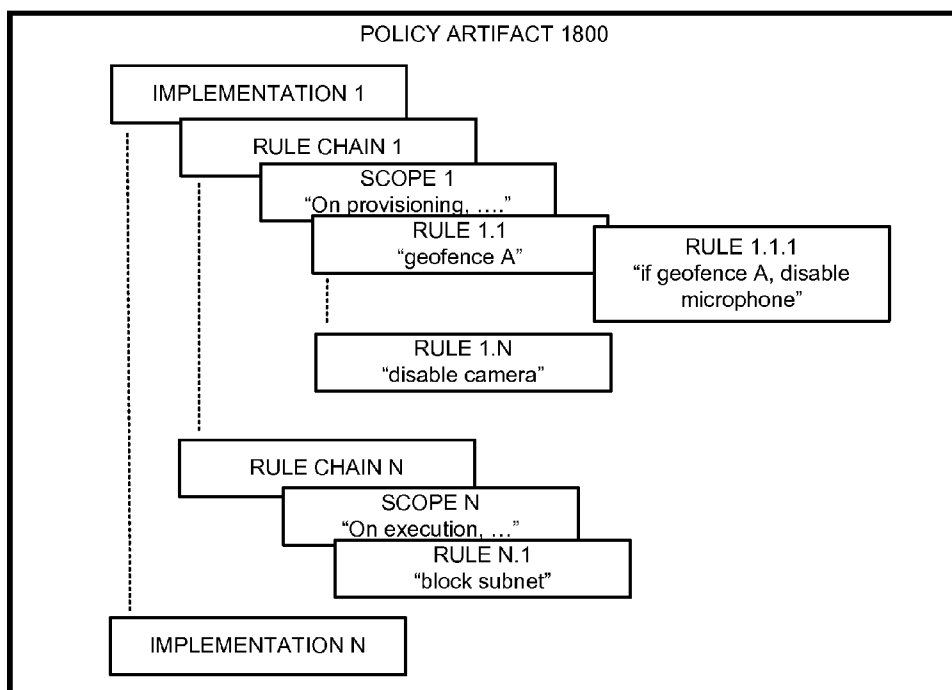 POLICY ARTIFACT 1800
IMPLEMENTATION 1
RULE CHAIN 1
SCOPE 1
“On provisioning, ....”
RULE 1.1
“geofence A”
RULE 1.1.1
“if geofence A, disable
microphone”
RULE 1.N
“disable camera”
RULE CHAIN N
SCOPE N
“On execution, ...”
RULE N.1
“block subnet”
IMPLEMENTATION N